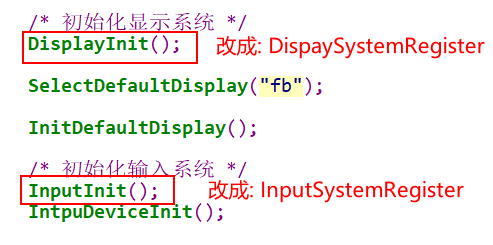 /* 初始化显示系统 */
DisplayInit(); 改成: DispaySystemRegister
SelectDefaultDisplay("fb");
InitDefaultDisplay();
/* 初始化输入系统 */
InputInit(); 改成: InputSystemRegister
IntpuDeviceInit();